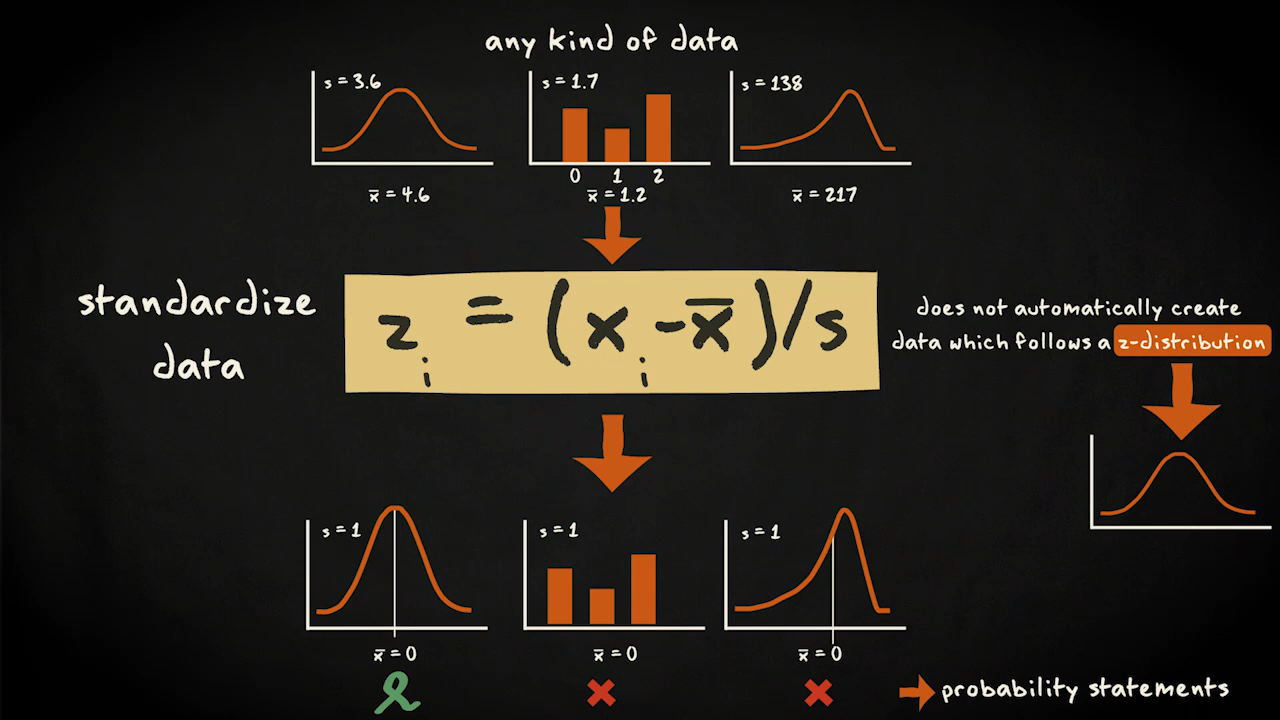 any kind of data
s = 3.6
s = 1.7
s = 138
0 1 2
x̄ = 4.6
x̄ = 1.2
x̄ = 217
standardize
data
zᵢ = (xᵢ - x̄)/s
does not automatically create
data which follows a z-distribution
s = 1
s = 1
s = 1
x̄ = 0
x̄ = 0
x̄ = 0
probability statements